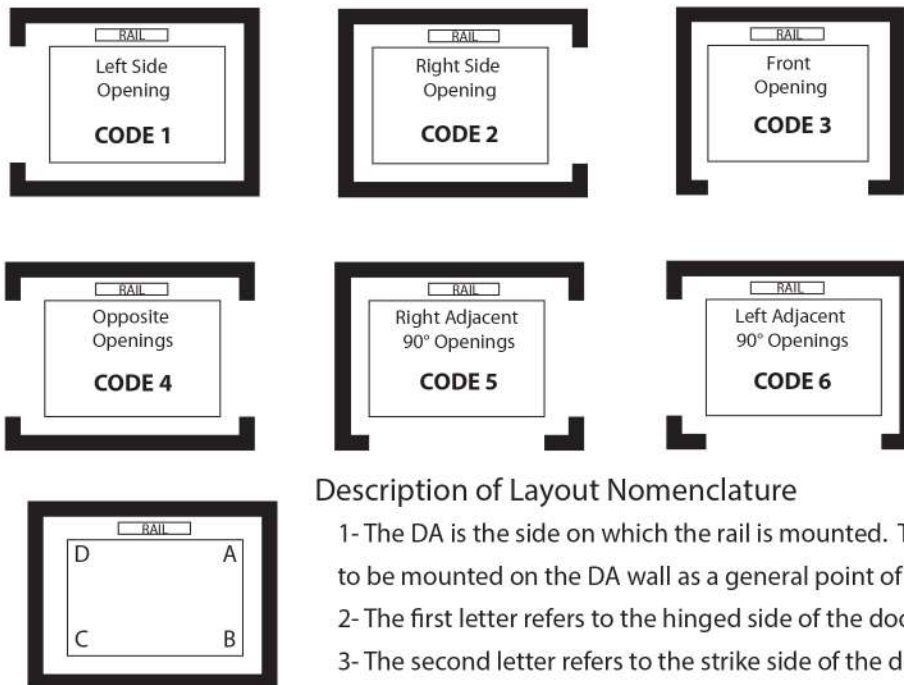 RAIL
Left Side
Opening
CODE 1
RAIL
Right Side
Opening
CODE 2
RAIL
Front
Opening
CODE 3
RAIL
Opposite
Openings
CODE 4
RAIL
Right Adjacent
90° Openings
CODE 5
RAIL
Left Adjacent
90° Openings
CODE 6
RAIL
D A
C B
Description of Layout Nomenclature
1- The DA is the side on which the rail is mounted.
to be mounted on the DA wall as a general point of
2- The first letter refers to the hinged side of the
3- The second letter refers to the strike side of the